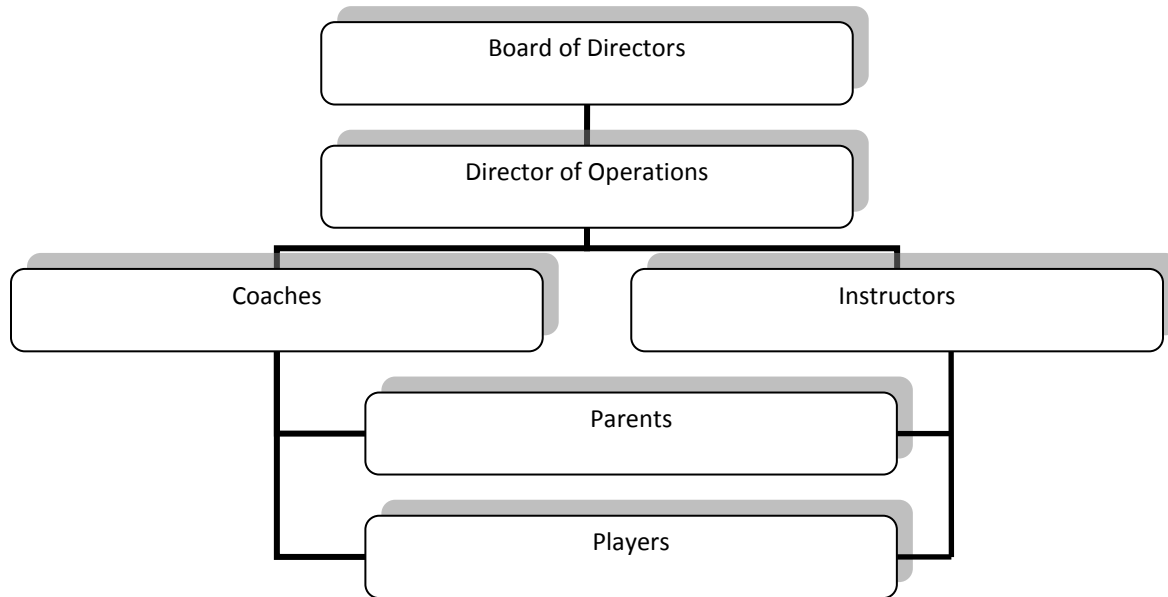 Board of Directors
Director of Operations
Coaches
Instructors
Parents
Players